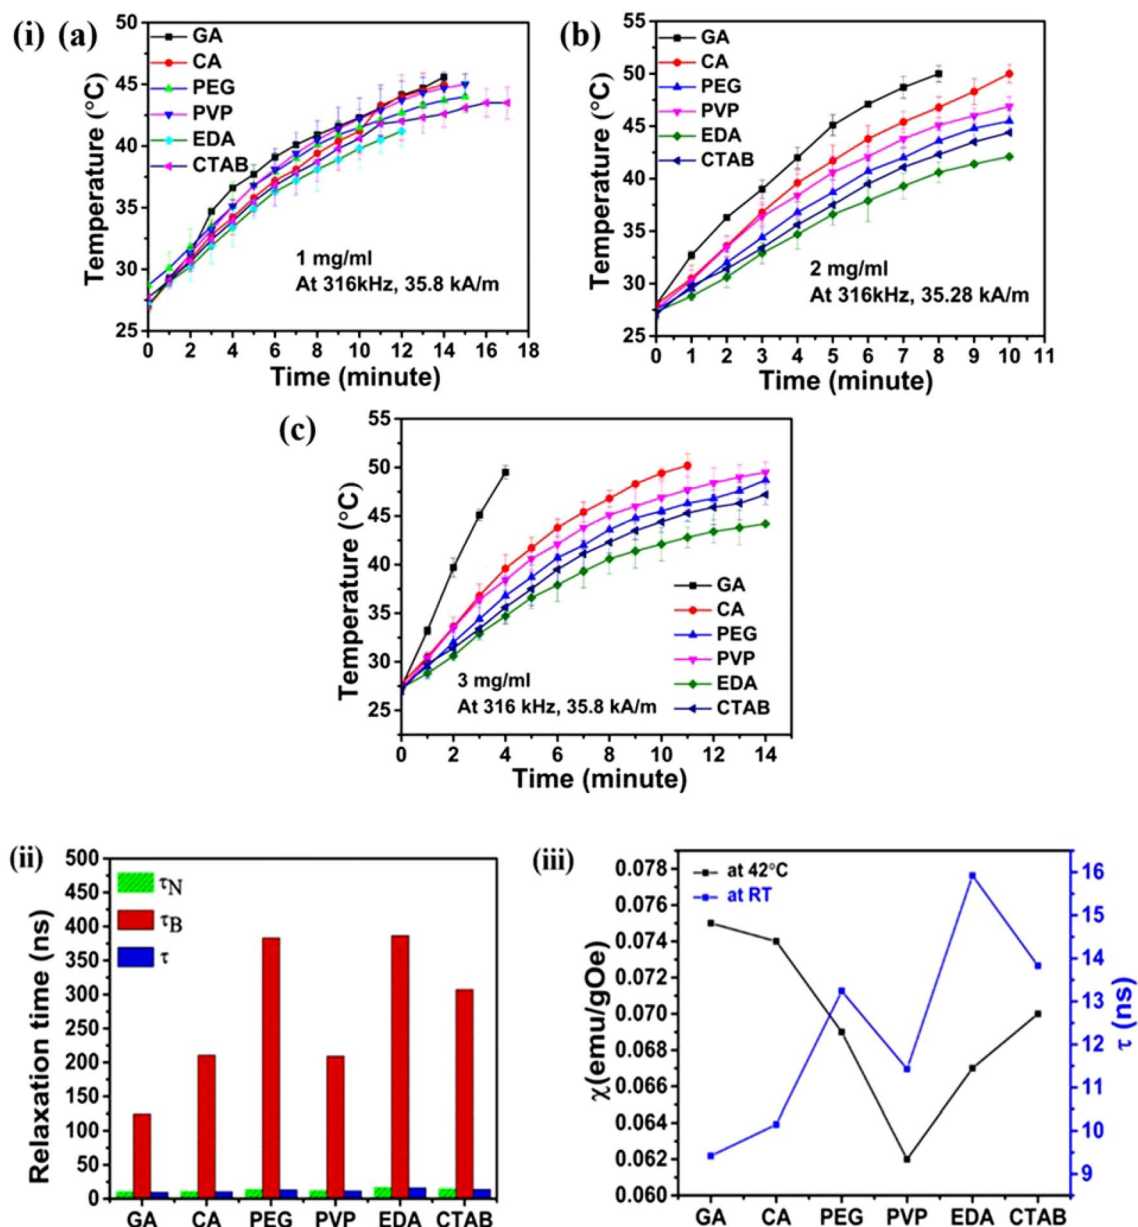 (i) (a)
50
45
40
35
30
25
Temperature (°C)
GA
CA
PEG
PVP
EDA
CTAB
1 mg/ml
At 316kHz, 35.8 kA/m
0 2 4 6 8 10 12 14 16 18
Time (minute)
(b)
55
50
45
40
35
30
25
Temperature (°C)
GA
CA
PEG
PVP
EDA
CTAB
2 mg/ml
At 316kHz, 35.28 kA/m
0 1 2 3 4 5 6 7 8 9 10 11
Time (minute)
(c)
55
50
45
40
35
30
25
Temperature (°C)
GA
CA
PEG
PVP
EDA
CTAB
3 mg/ml
At 316 kHz, 35.8 kA/m
0 2 4 6 8 10 12 14
Time (minute)
(ii)
500
450
400
350
300
250
200
150
100
50
0
Relaxation time (ns)
τN
τB
τ
GA CA PEG PVP EDA CTAB
(iii)
0.078
0.076
0.074
0.072
0.070
0.068
0.066
0.064
0.062
0.060
χ(emu/gOe)
at 42°C
at RT
16
15
14
13
12
11
10
9
τ (ns)
GA CA PEG PVP EDA CTAB